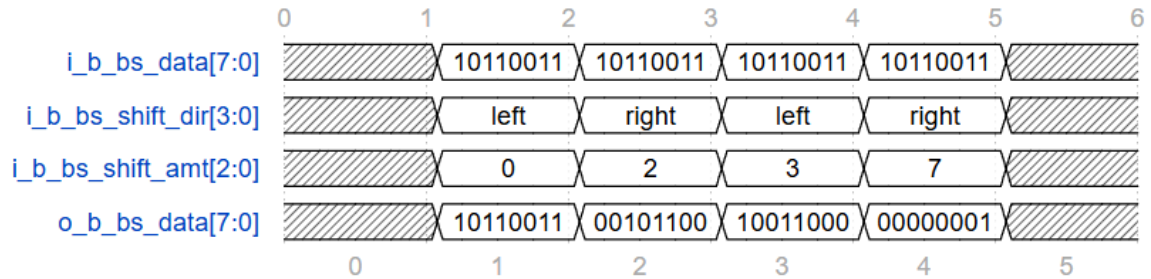 0 1 2 3 4 5 6
i_b_bs_data[7:0] 10110011 10110011 10110011 10110011
i_b_bs_shift_dir[3:0] left right left right
i_b_bs_shift_amt[2:0] 0 2 3 7
o_b_bs_data[7:0] 10110011 00101100 10011000 00000001
0 1 2 3 4 5